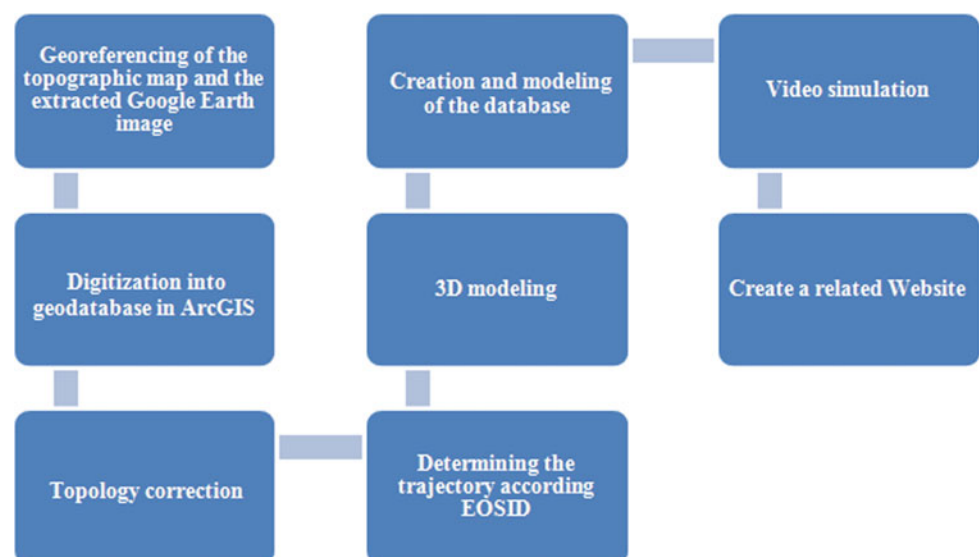 Georeferencing of the
topographic map and the
extracted Google Earth
image
Digitization into
geodatabase in ArcGIS
Topology correction
Determining the
trajectory according
EOSID
3D modeling
Creation and modeling
of the database
Video simulation
Create a related Website